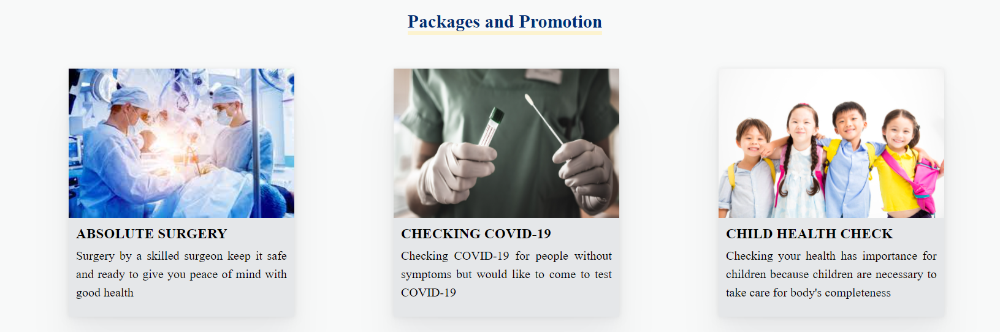 Packages and Promotion
ABSOLUTE SURGERY
Surgery by a skilled surgeon keep it safe
and ready to give you peace of mind with
good health
CHECKING COVID-19
Checking COVID-19 for people without
symptoms but would like to come to test
COVID-19
CHILD HEALTH CHECK
Checking your health has importance for
children because children are necessary to
take care for body's completeness